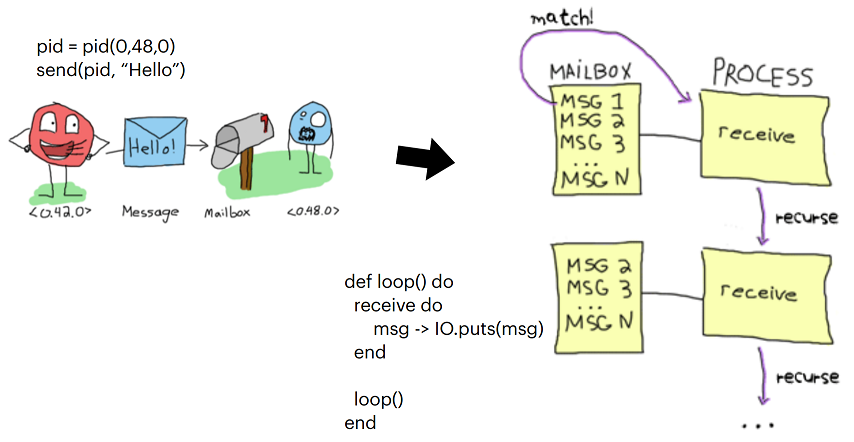 pid = pid(0,48,0)
send(pid, “Hello”)
Hello!
<0.42.0>
Message
Mailbox
<0.48.0>
def loop() do
receive do
msg -> IO.puts(msg)
end
loop()
end
match!
MAILBOX
PROCESS
MSG 1
MSG 2
MSG 3
...
MSG N
receive
recurse
MSG 2
MSG 3
...
MSG N
receive
recurse
...